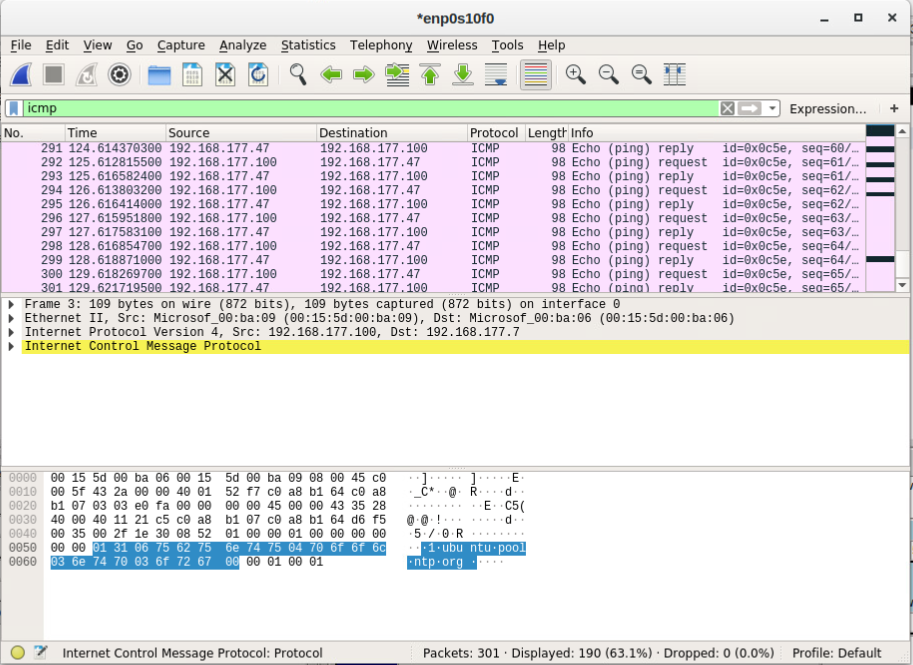 *enp0s10f0
File Edit View Go Capture Analyze Statistics Telephony Wireless Tools Help
icmp Expression... +
No. Time Source Destination Protocol Length Info
291 124.614370300 192.168.177.47 192.168.177.100 ICMP 98 Echo (ping) reply id=0x0c5e, seq=60/…
292 125.612815500 192.168.177.100 192.168.177.47 ICMP 98 Echo (ping) request id=0x0c5e, seq=61/…
293 125.616582400 192.168.177.47 192.168.177.100 ICMP 98 Echo (ping) reply id=0x0c5e, seq=61/…
294 126.613803200 192.168.177.100 192.168.177.47 ICMP 98 Echo (ping) request id=0x0c5e, seq=62/…
295 126.616414000 192.168.177.47 192.168.177.100 ICMP 98 Echo (ping) reply id=0x0c5e, seq=62/…
296 127.615951800 192.168.177.100 192.168.177.47 ICMP 98 Echo (ping) request id=0x0c5e, seq=63/…
297 127.617583100 192.168.177.47 192.168.177.100 ICMP 98 Echo (ping) reply id=0x0c5e, seq=63/…
298 128.616854700 192.168.177.100 192.168.177.47 ICMP 98 Echo (ping) request id=0x0c5e, seq=64/…
299 128.618871000 192.168.177.47 192.168.177.100 ICMP 98 Echo (ping) reply id=0x0c5e, seq=64/…
300 129.618269700 192.168.177.100 192.168.177.47 ICMP 98 Echo (ping) request id=0x0c5e, seq=65/…
301 129.621719500 192.168.177.47 192.168.177.100 ICMP 98 Echo (ping) reply id=0x0c5e, seq=65/…
Frame 3: 109 bytes on wire (872 bits), 109 bytes captured (872 bits) on interface 0
Ethernet II, Src: Microsof_00:ba:09 (00:15:5d:00:ba:09), Dst: Microsof_00:ba:06 (00:15:5d:00:ba:06)
Internet Protocol Version 4, Src: 192.168.177.100, Dst: 192.168.177.7
Internet Control Message Protocol
0000 00 15 5d 00 ba 06 00 15 5d 00 ba 09 08 00 45 c0 ··]····· ]·····E·
0010 00 5f 43 2a 00 00 40 01 52 f7 c0 a8 b1 64 c0 a8 ·_C*··@· R····d··
0020 b1 07 03 03 e0 fa 00 00 00 00 45 00 00 43 35 28 ········ ··E··C5(
0030 40 00 40 11 21 c5 c0 a8 b1 07 c0 a8 b1 64 d6 f5 @·@·!··· ·····d··
0040 00 35 00 2f 1e 30 08 52 01 00 00 01 00 00 00 00 ·5·/·0·R ········
0050 00 00 01 31 06 75 62 75 6e 74 75 04 70 6f 6f 6c ···1·ubu ntu·pool
0060 03 6e 74 70 03 6f 72 67 00 00 01 00 01 ·ntp·org ·····
Internet Control Message Protocol: Protocol Packets: 301 · Displayed: 190 (63.1%) · Dropped: 0 (0.0%) Profile: Default